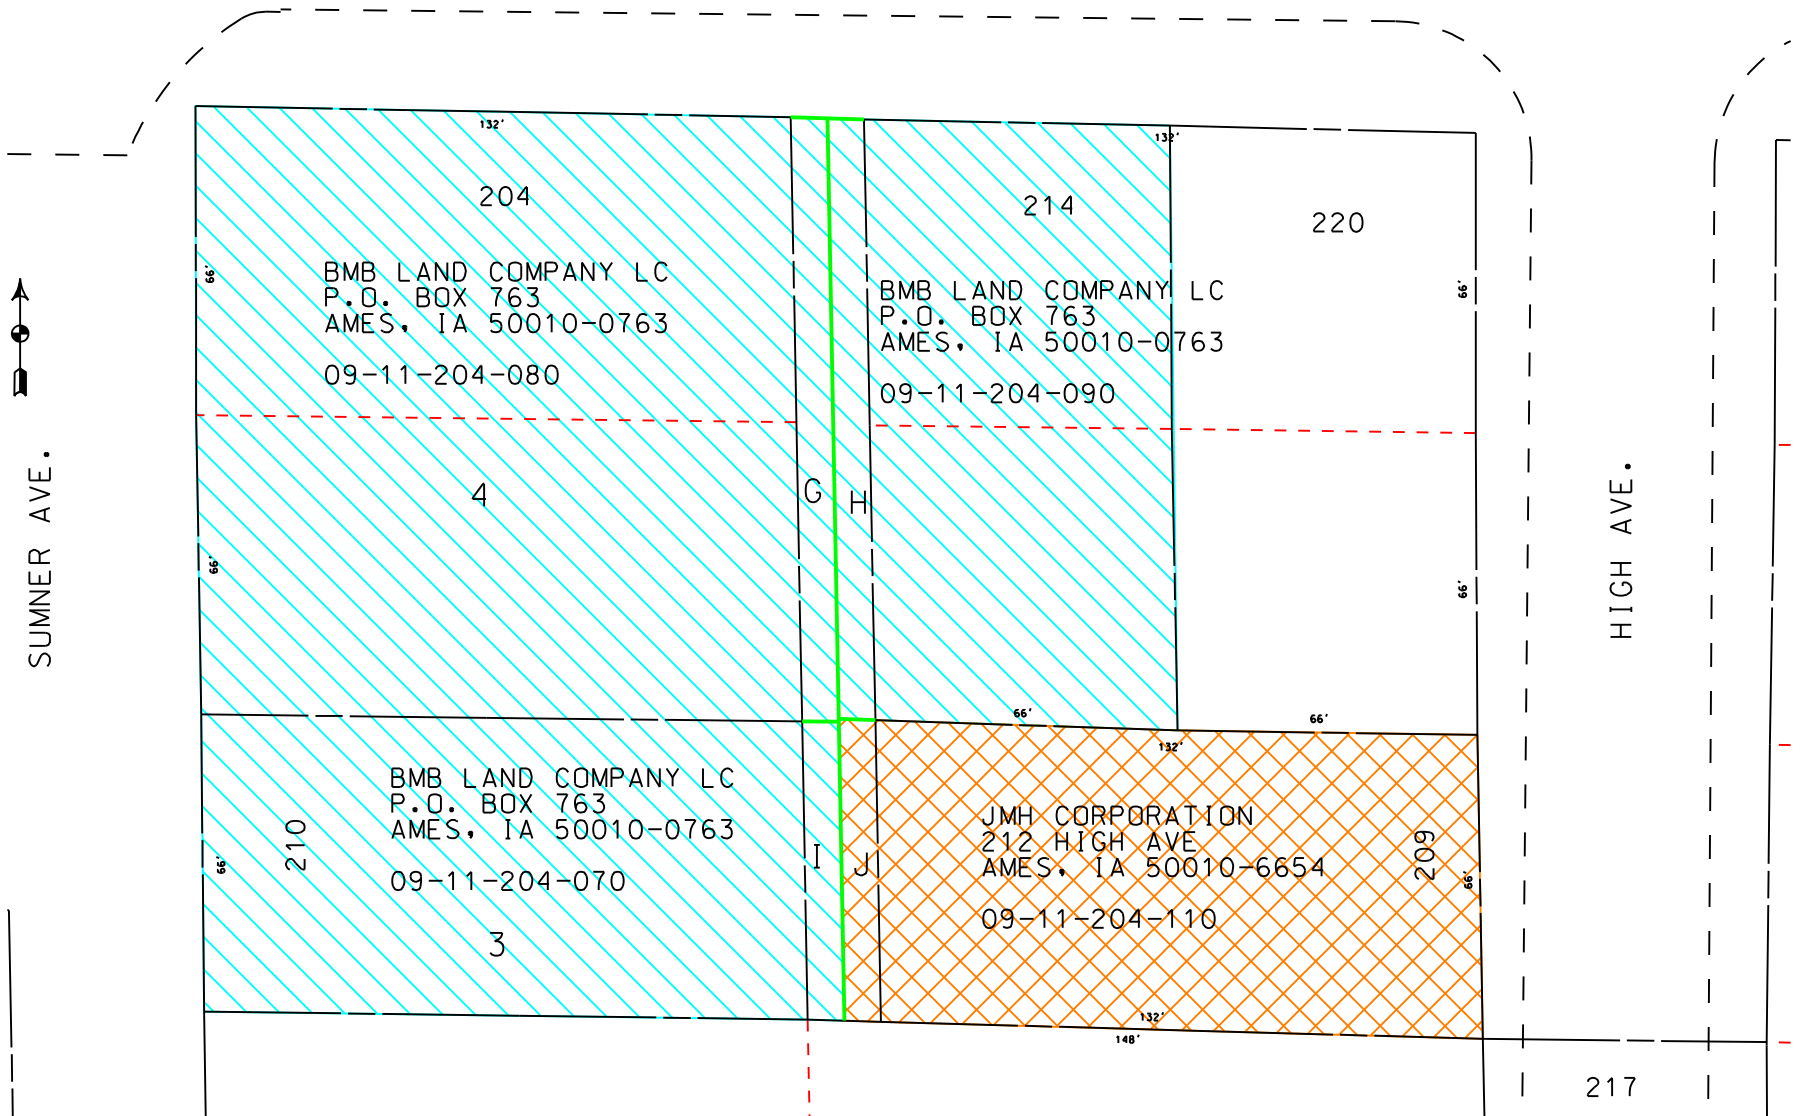 132'
132'
204
214
220
BMB LAND COMPANY LC
P.O. BOX 763
AMES, IA 50010-0763
09-11-204-080
BMB LAND COMPANY LC
P.O. BOX 763
AMES, IA 50010-0763
09-11-204-090
66'
66'
SUMNER AVE.
4
G
H
HIGH AVE.
66'
66'
66'
66'
132'
BMB LAND COMPANY LC
P.O. BOX 763
AMES, IA 50010-0763
09-11-204-070
210
66'
3
I
J
JMH CORPORATION
212 HIGH AVE
AMES, IA 50010-6654
09-11-204-110
209
66'
132'
148'
217